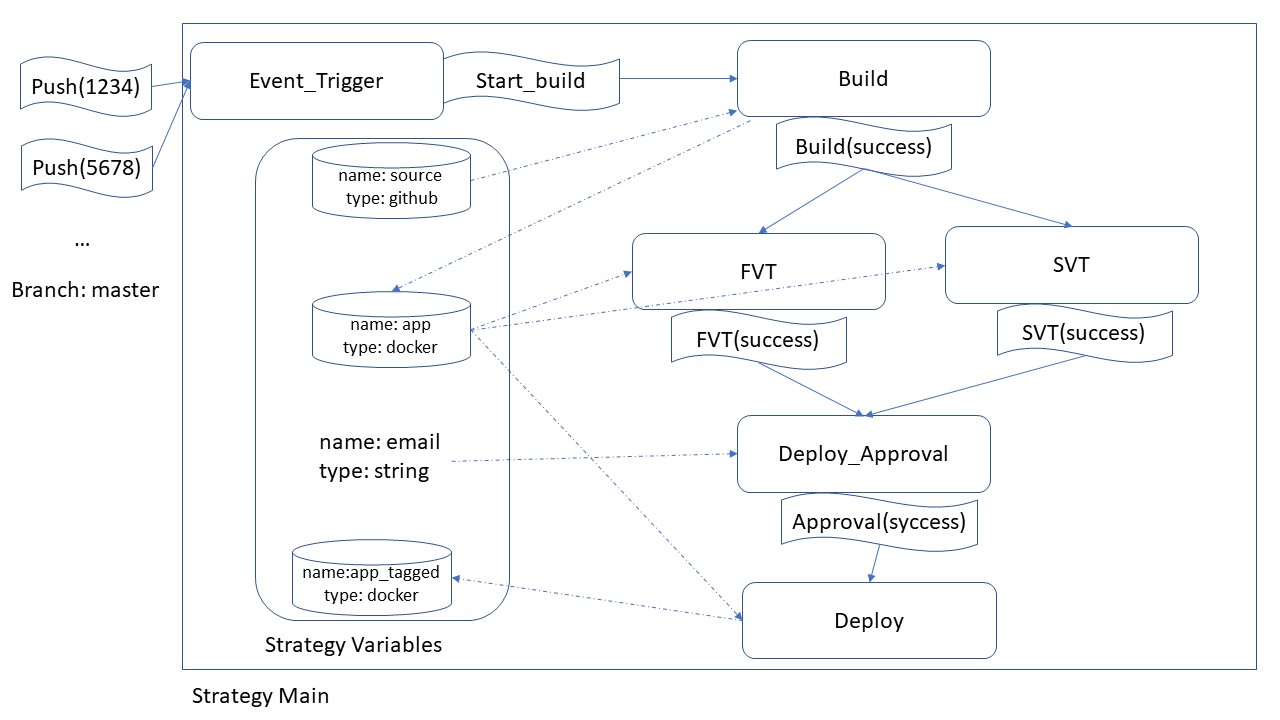 Push(1234)
Event_Trigger
Start_build
Build
Push(5678)
Build(success)
name: source
type: github
...
Branch: master
FVT
SVT
name: app
type: docker
FVT(success)
SVT(success)
name: email
type: string
Deploy_Approval
Approval(syccess)
name:app_tagged
type: docker
Deploy
Strategy Variables
Strategy Main